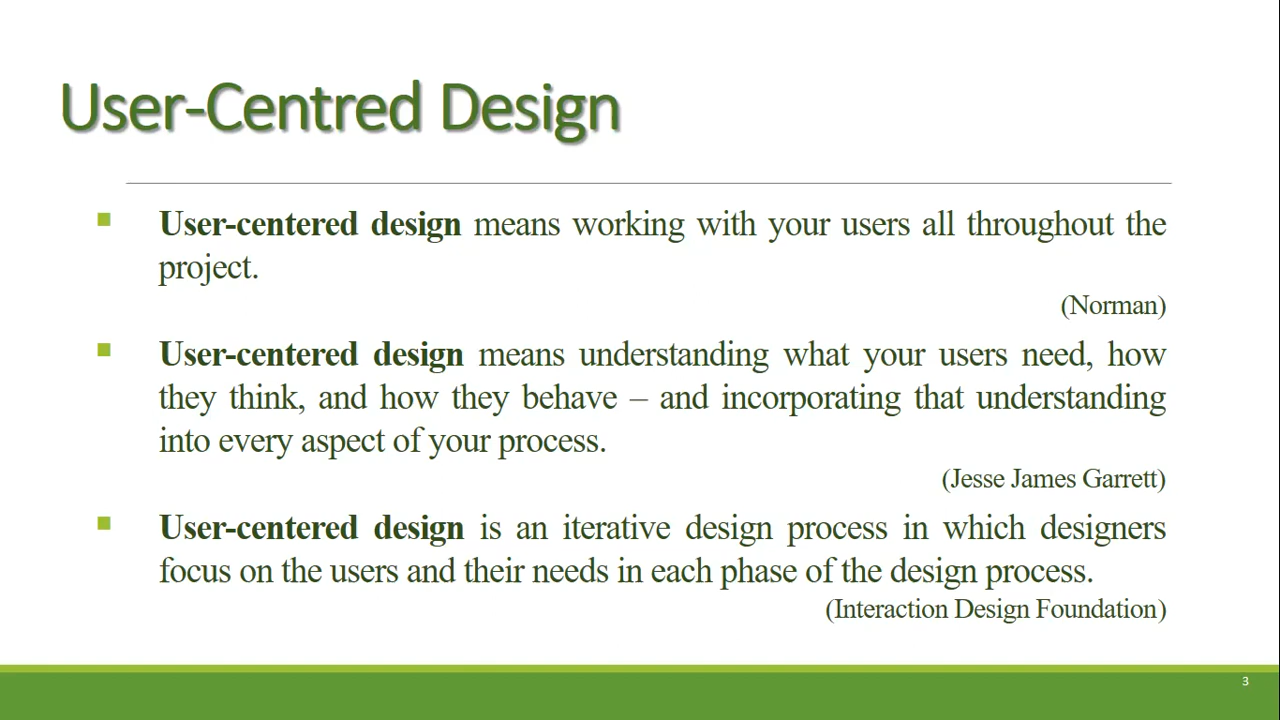 User-Centred Design
User-centered design means working with your users all throughout the
project.
(Norman)
User-centered design means understanding what your users need, how
they think, and how they behave – and incorporating that understanding
into every aspect of your process.
(Jesse James Garrett)
User-centered design is an iterative design process in which designers
focus on the users and their needs in each phase of the design process.
(Interaction Design Foundation)
3